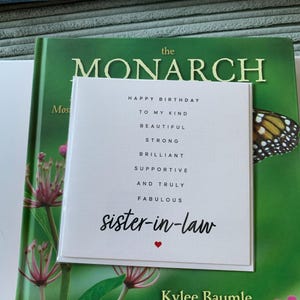 the
MONARCH
HAPPY BIRTHDAY
TO MY KIND
BEAUTIFUL
STRONG
BRILLIANT
SUPPORTIVE
AND TRULY
FABULOUS
sister-in-law
Kylee Baumle